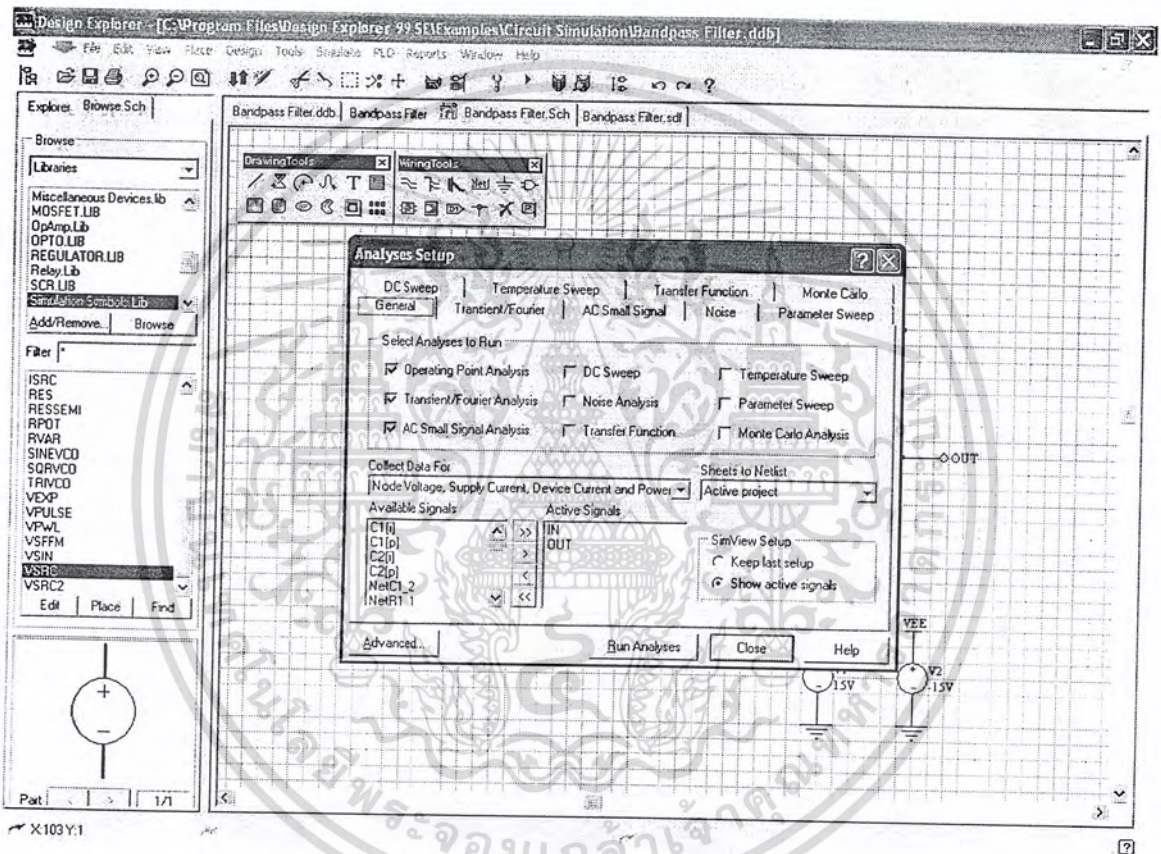 Design Explorer - [C:\Program Files\Design Explorer 99 SE\Examples\Circuit Simulation\Bandpass Filter.ddb]
File Edit View Place Design Tools Simulate PLD Reports Window Help
Explorer Browse Sch
Bandpass Filter.ddb Bandpass Filter Bandpass Filter.Sch Bandpass Filter.sdf
Browse
Libraries
Miscellaneous Devices.lib
MOSFET.LIB
OpAmp.Lib
OPTO.LIB
REGULATOR.LIB
Relay.Lib
SCR.LIB
Simulation Symbols.Lib
Add/Remove... Browse
Filter *
ISRC
RES
RESSEMI
RPOT
RVAR
SINEVCO
SQRVCO
TRIVCO
VEXP
VPULSE
VPWL
VSFFM
VSIN
VSRC
VSRC2
Edit Place Find
Part < > 1/1
X:103 Y:1
DrawingTools
WiringTools
Analyses Setup
DC Sweep Temperature Sweep Transfer Function Monte Carlo
General Transient/Fourier AC Small Signal Noise Parameter Sweep
Select Analyses to Run
Operating Point Analysis DC Sweep Temperature Sweep
Transient/Fourier Analysis Noise Analysis Parameter Sweep
AC Small Signal Analysis Transfer Function Monte Carlo Analysis
Collect Data For Sheets to Netlist
Node Voltage, Supply Current, Device Current and Power Active project
Available Signals Active Signals
C1[i]
C1[p]
C2[i]
C2[p]
NetC1_2
NetR1_1
>>
>
<
<<
IN
OUT
SimView Setup
Keep last setup
Show active signals
Advanced... Run Analyses Close Help
OUT
VEE
V2
15V -15V